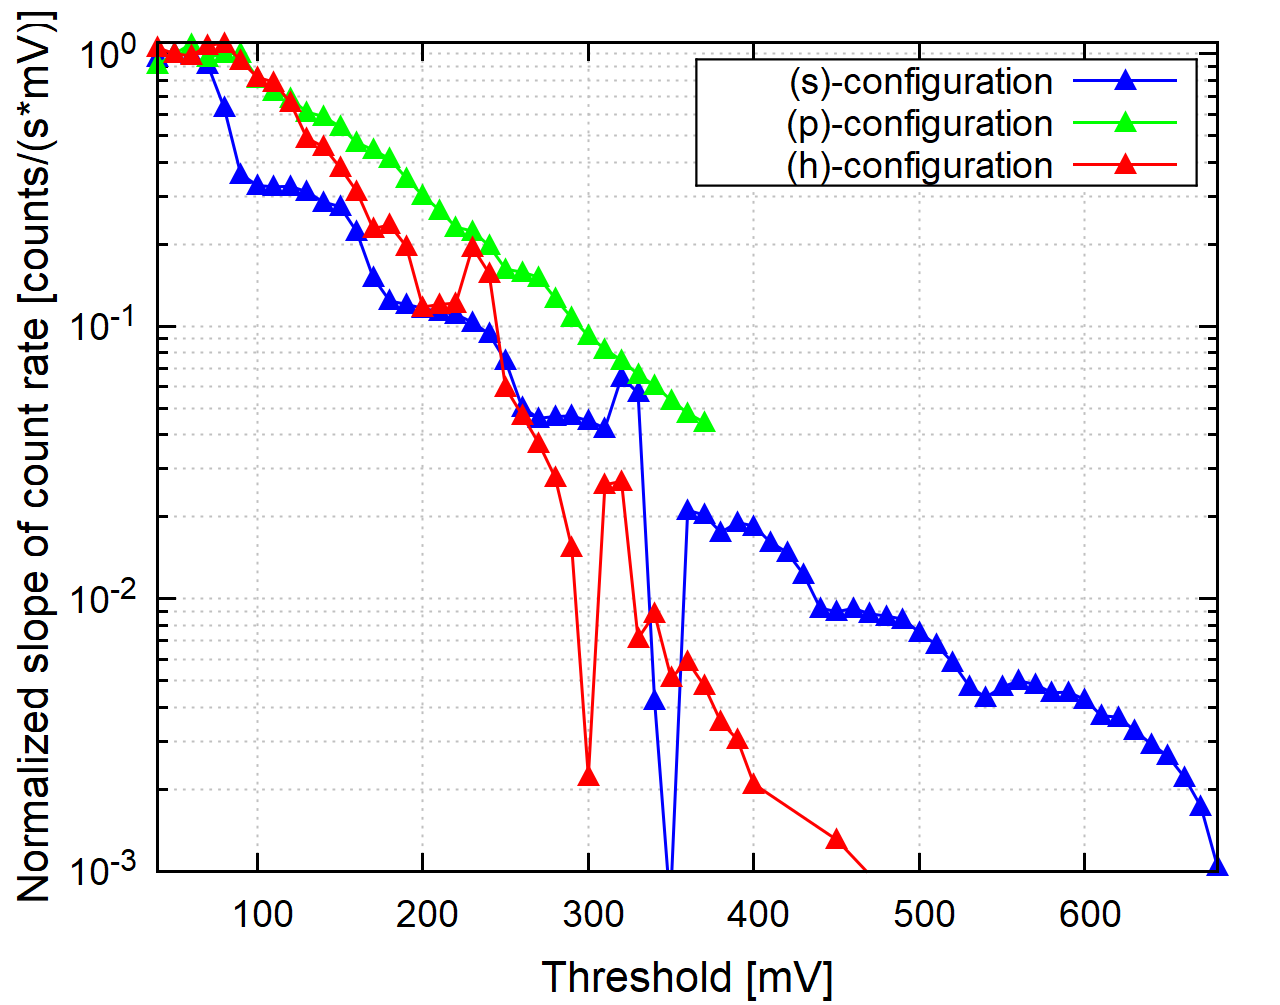 Normalized slope of count rate [counts/(s*mV)]
10^0
10^-1
10^-2
10^-3
(s)-configuration
(p)-configuration
(h)-configuration
100 200 300 400 500 600
Threshold [mV]